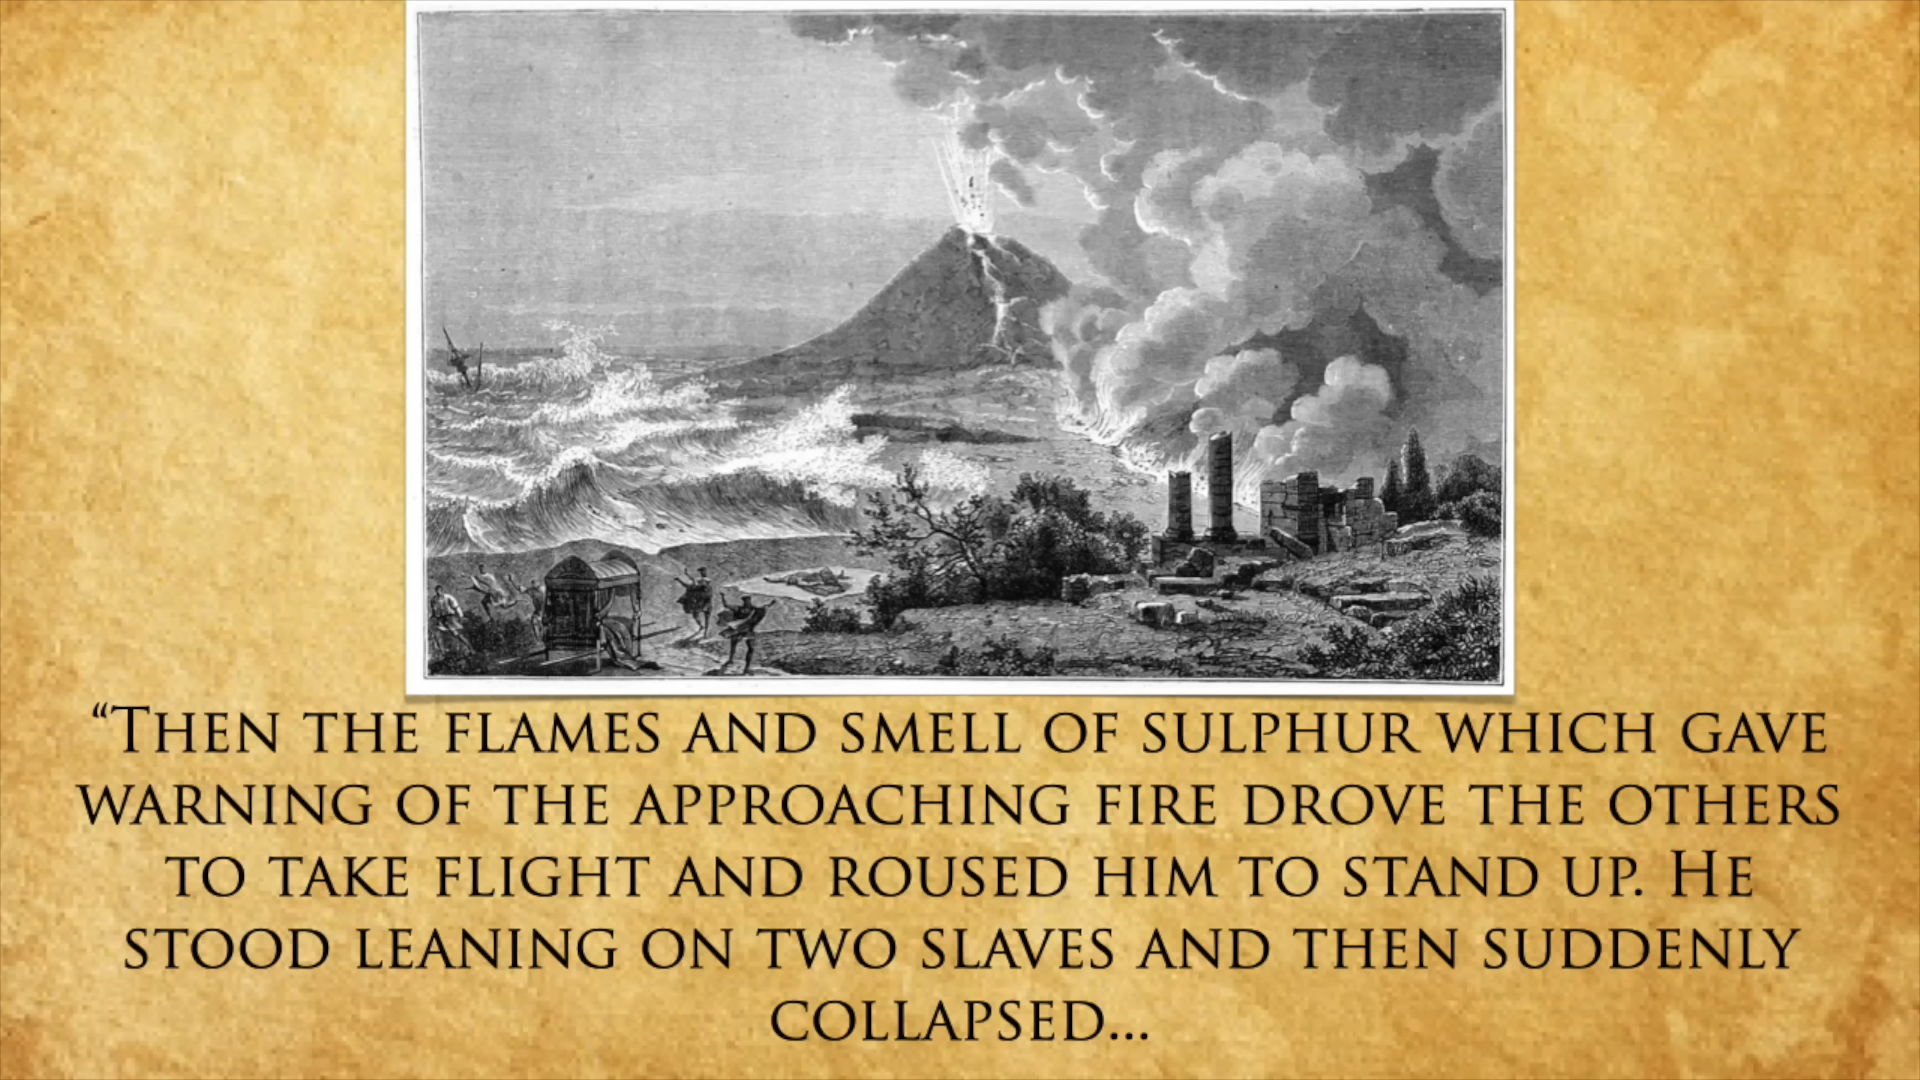 “Then the flames and smell of sulphur which gave
warning of the approaching fire drove the others
to take flight and roused him to stand up. He
stood leaning on two slaves and then suddenly
collapsed...